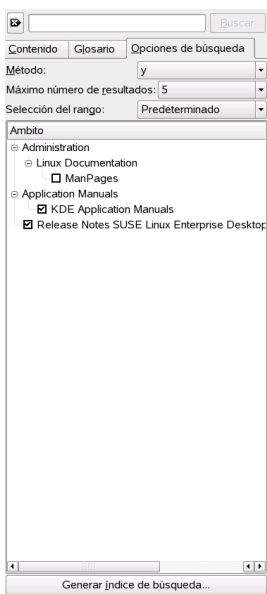 Buscar
Contenido Glosario Opciones de búsqueda
Método: y
Máximo número de resultados: 5
Selección del rango: Predeterminado
Ambito
Administration
Linux Documentation
ManPages
Application Manuals
KDE Application Manuals
Release Notes SUSE Linux Enterprise Desktop
Generar índice de búsqueda...